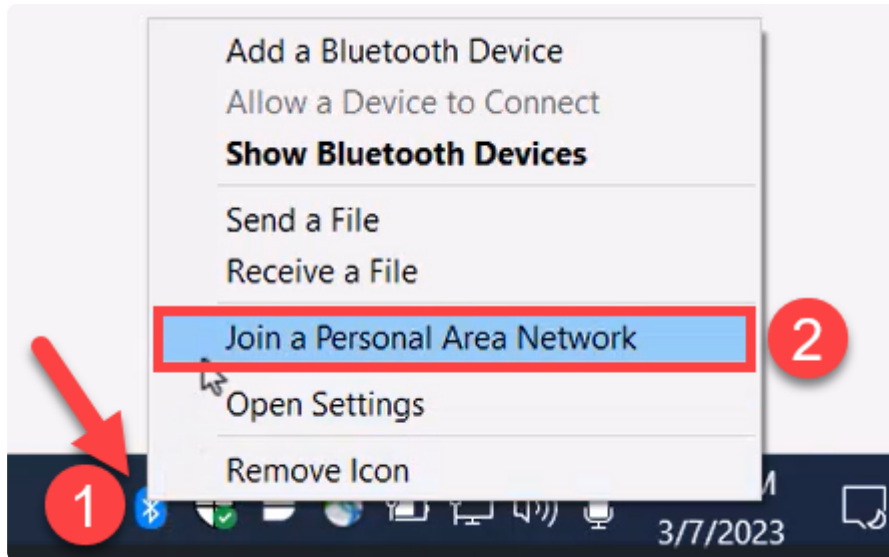 Add a Bluetooth Device
Allow a Device to Connect
Show Bluetooth Devices
Send a File
Receive a File
Join a Personal Area Network
2
Open Settings
Remove Icon
1
M
3/7/2023